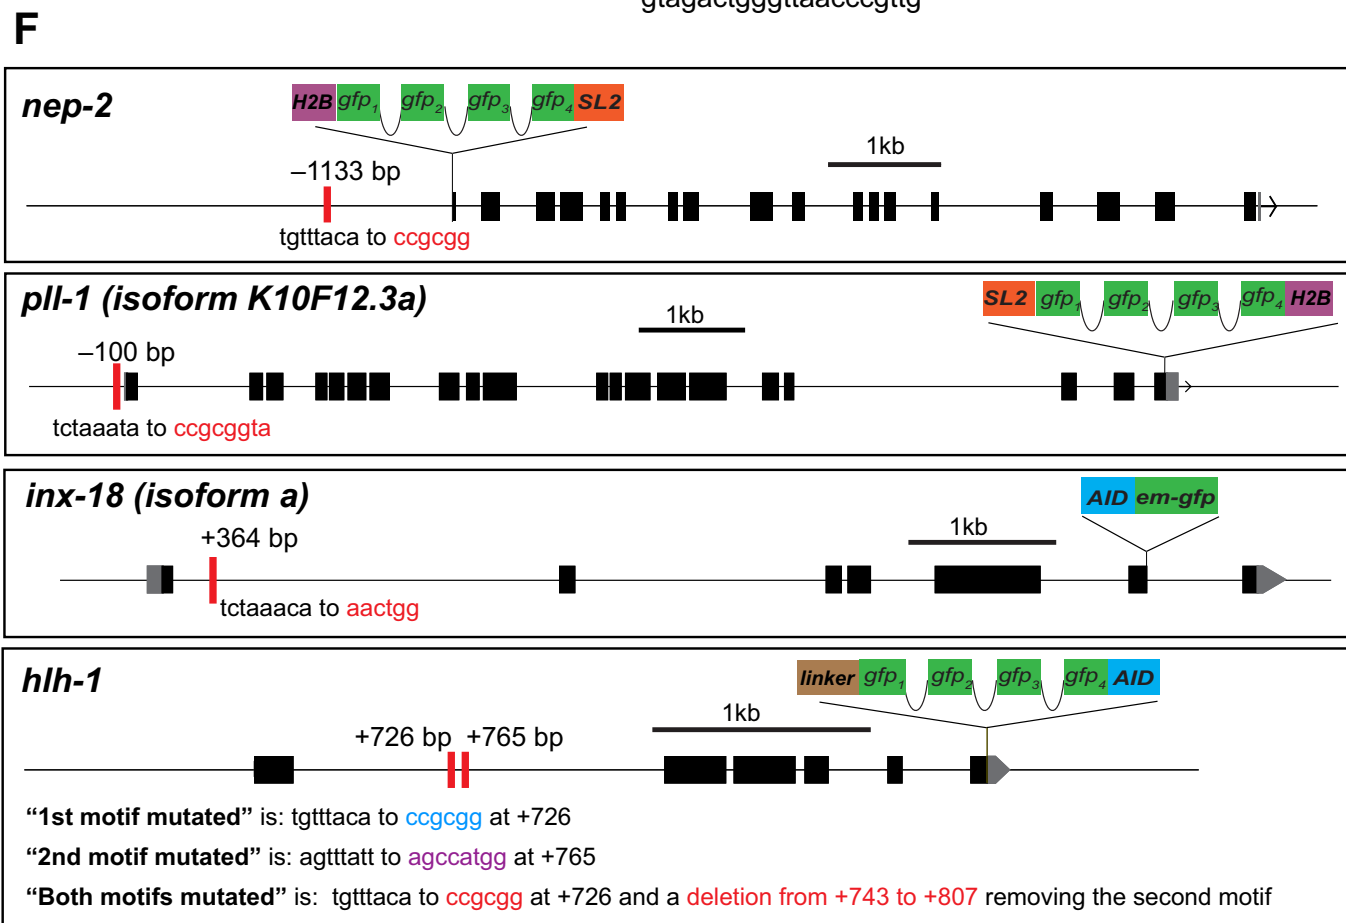 gtagactgggttaacccgttg
F
nep-2
H2B gfp1 gfp2 gfp3 gfp4 SL2
1kb
–1133 bp
tgtttaca to ccgcgg
pll-1 (isoform K10F12.3a)
SL2 gfp1 gfp2 gfp3 gfp4 H2B
1kb
–100 bp
tctaaata to ccgcggta
inx-18 (isoform a)
AID em-gfp
1kb
+364 bp
tctaaaca to aactgg
hlh-1
linker gfp1 gfp2 gfp3 gfp4 AID
1kb
+726 bp +765 bp
“1st motif mutated” is: tgtttaca to ccgcgg at +726
“2nd motif mutated” is: agtttatt to agccatgg at +765
“Both motifs mutated” is: tgtttaca to ccgcgg at +726 and a deletion from +743 to +807 removing the second motif